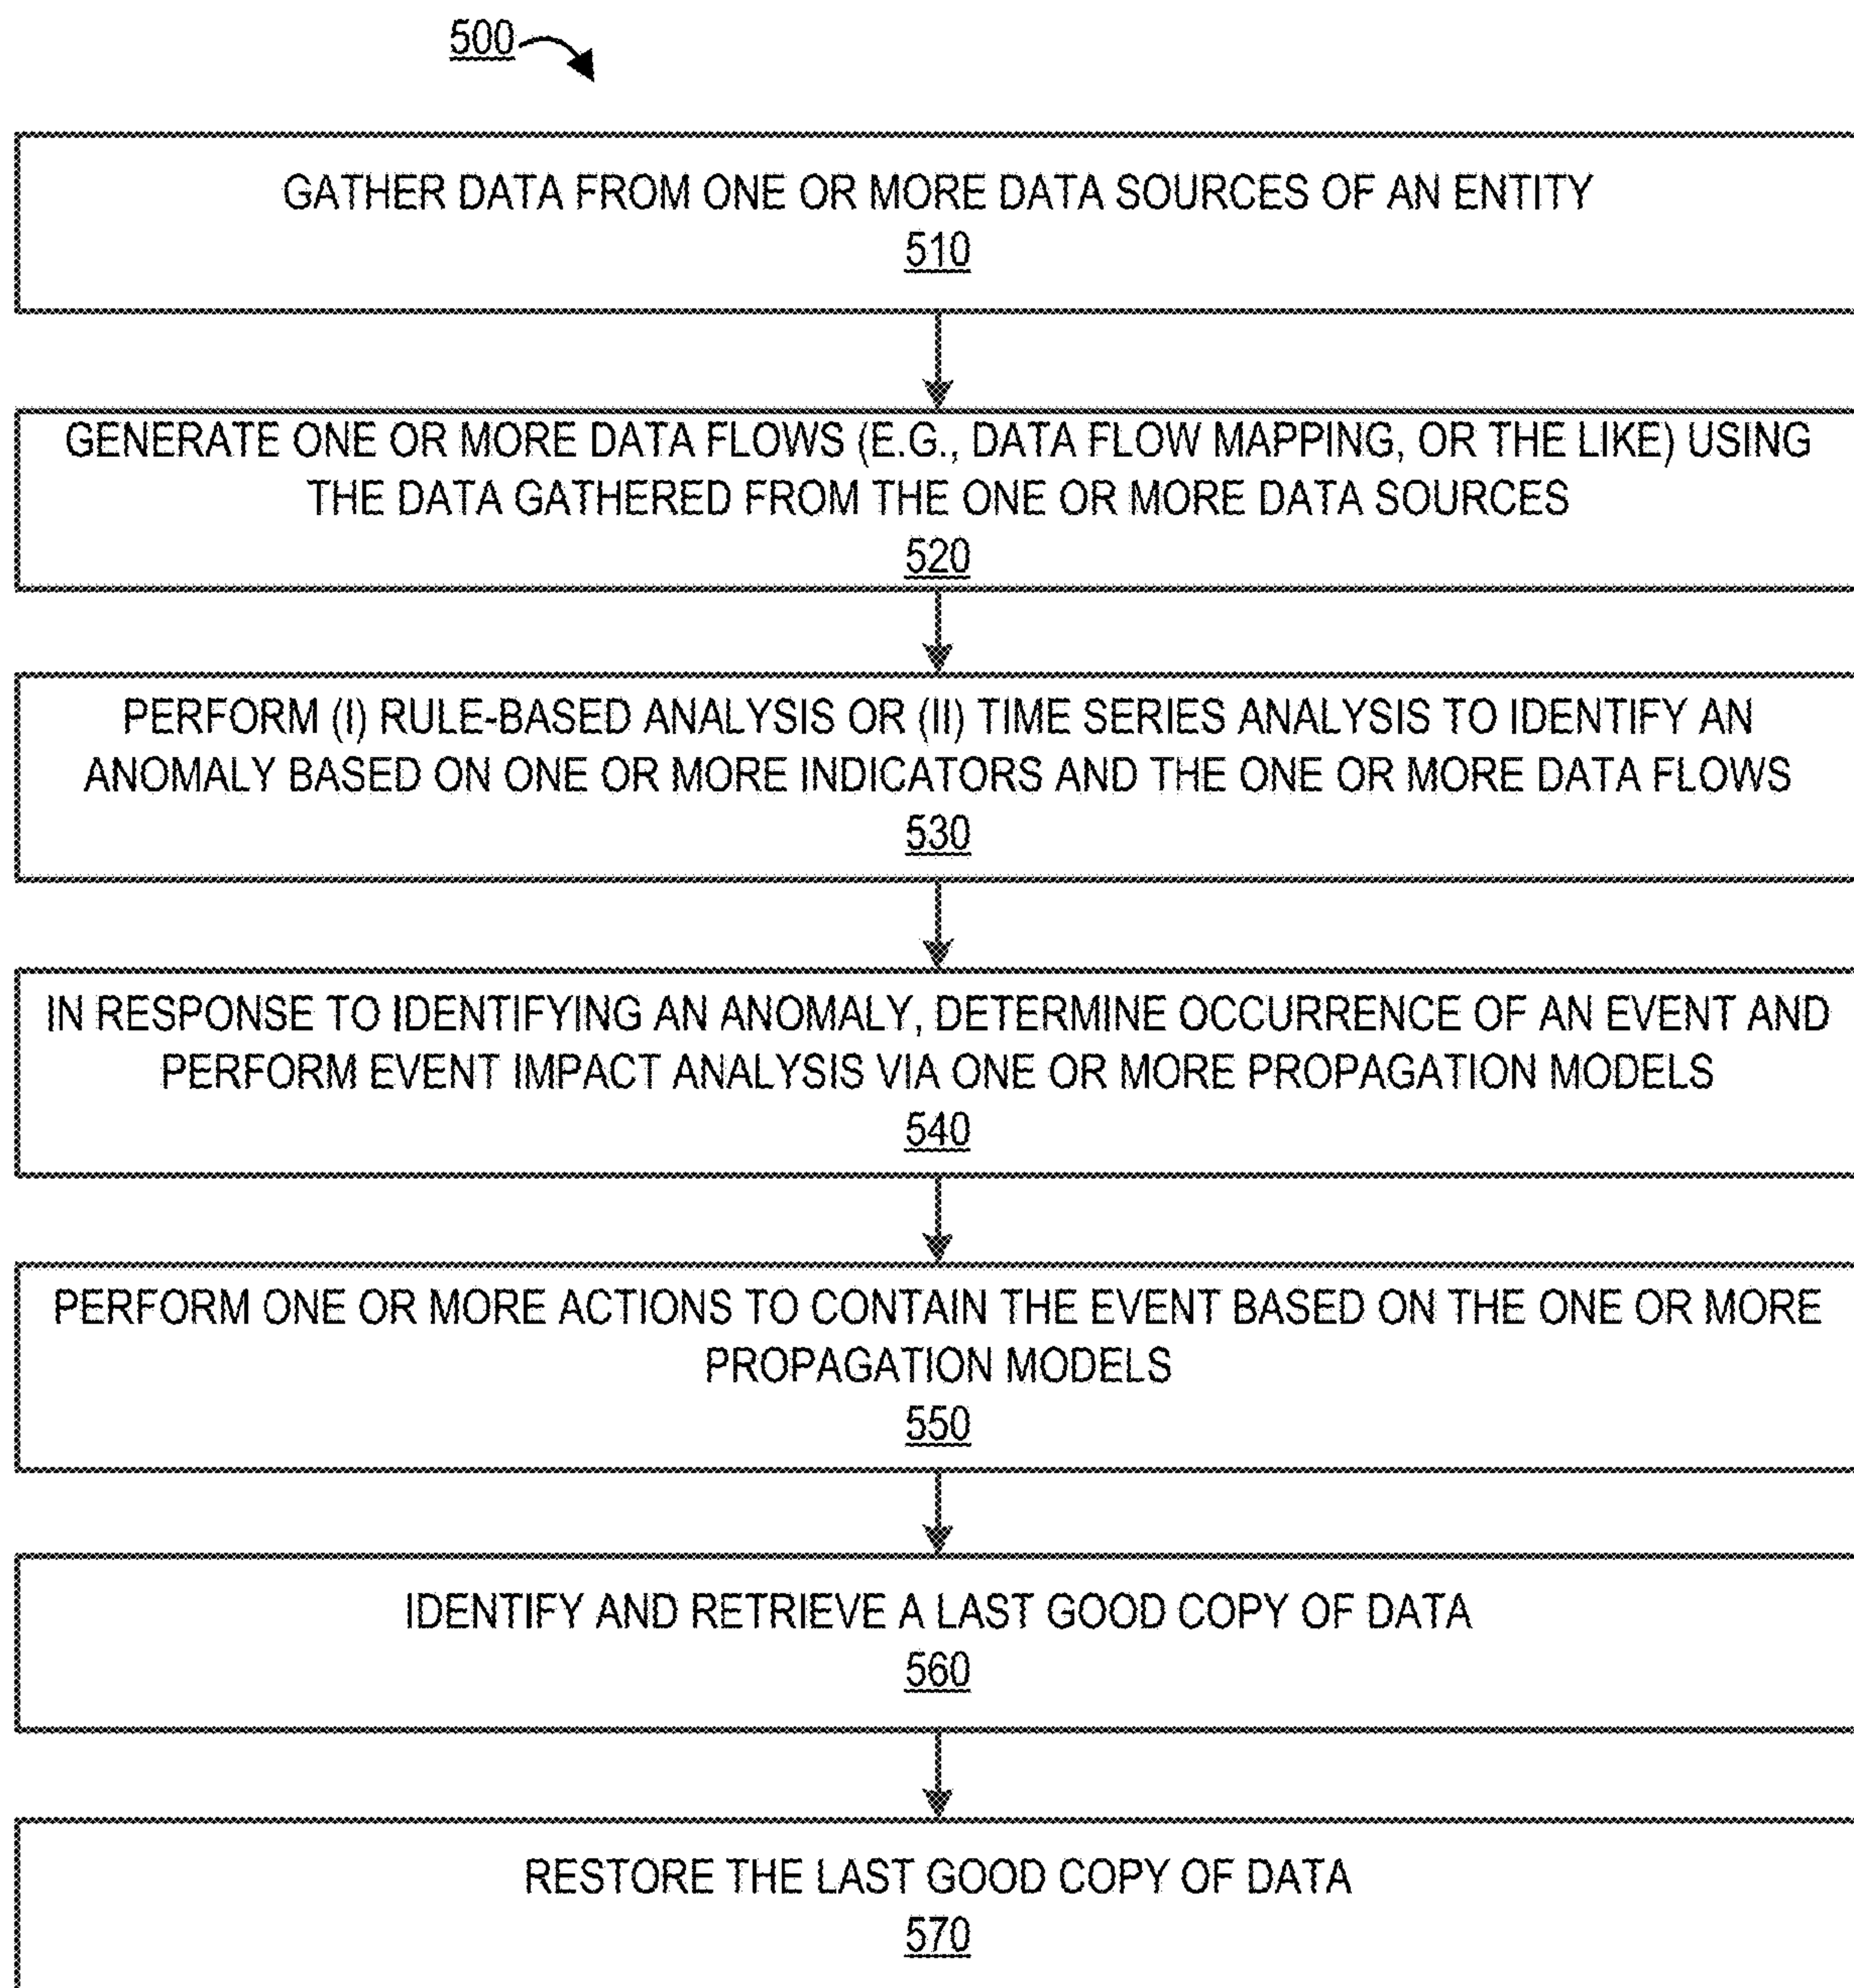 500
GATHER DATA FROM ONE OR MORE DATA SOURCES OF AN ENTITY
510
GENERATE ONE OR MORE DATA FLOWS (E.G., DATA FLOW MAPPING, OR THE LIKE) USING
THE DATA GATHERED FROM THE ONE OR MORE DATA SOURCES
520
PERFORM (I) RULE-BASED ANALYSIS OR (II) TIME SERIES ANALYSIS TO IDENTIFY AN
ANOMALY BASED ON ONE OR MORE INDICATORS AND THE ONE OR MORE DATA FLOWS
530
IN RESPONSE TO IDENTIFYING AN ANOMALY, DETERMINE OCCURRENCE OF AN EVENT AND
PERFORM EVENT IMPACT ANALYSIS VIA ONE OR MORE PROPAGATION MODELS
540
PERFORM ONE OR MORE ACTIONS TO CONTAIN THE EVENT BASED ON THE ONE OR MORE
PROPAGATION MODELS
550
IDENTIFY AND RETRIEVE A LAST GOOD COPY OF DATA
560
RESTORE THE LAST GOOD COPY OF DATA
570